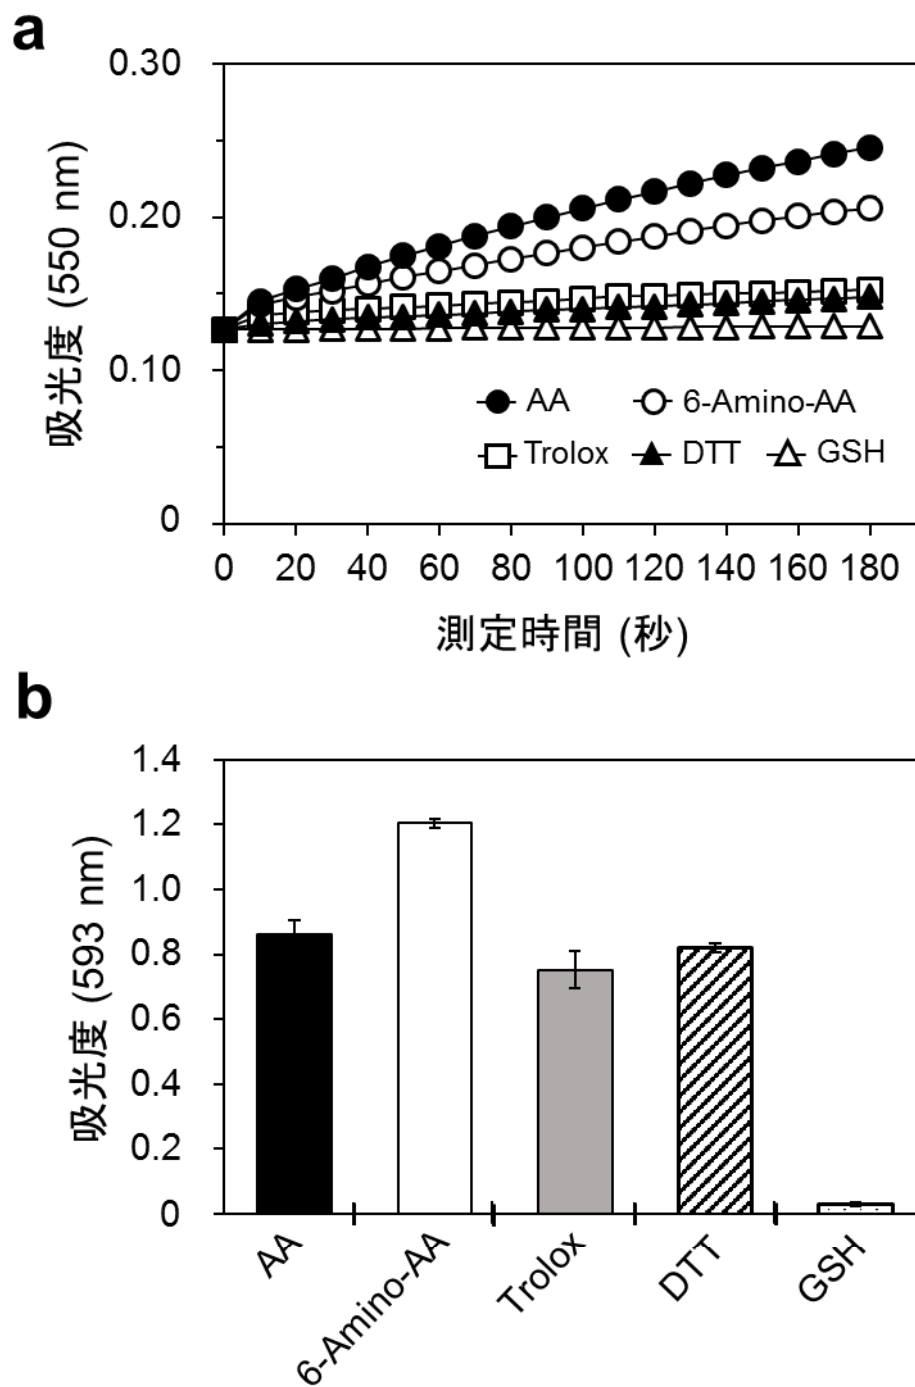 a
0.30
0.20
0.10
0
吸光度 (550 nm)
AA
6-Amino-AA
Trolox
DTT
GSH
0 20 40 60 80 100 120 140 160 180
測定時間 (秒)
b
1.4
1.2
1.0
0.8
0.6
0.4
0.2
0
吸光度 (593 nm)
AA
6-Amino-AA
Trolox
DTT
GSH